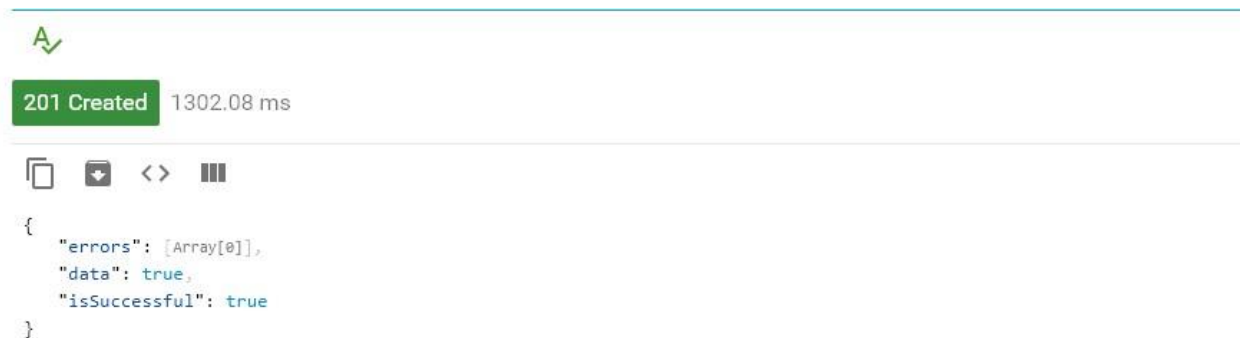 201 Created 1302.08 ms
{
"errors": [Array[0]],
"data": true,
"isSuccessful": true
}